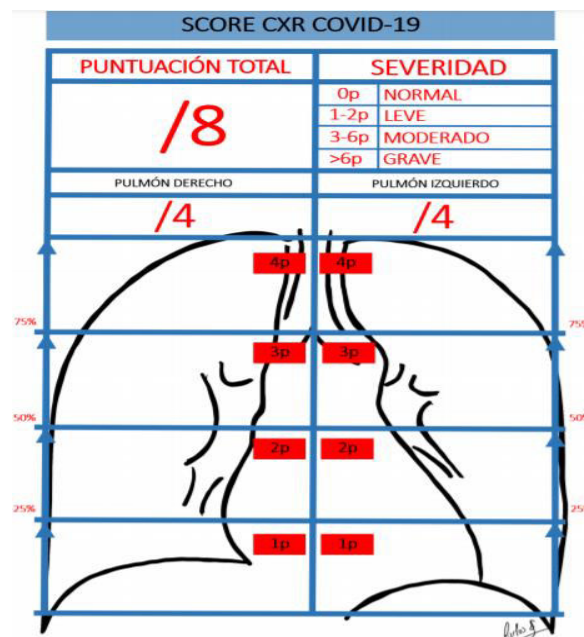 SCORE CXR COVID-19
PUNTUACIÓN TOTAL
SEVERIDAD
/8
0p NORMAL
1-2p LEVE
3-6p MODERADO
>6p GRAVE
PULMÓN DERECHO
PULMÓN IZQUIERDO
/4
/4
4p 4p
75% 75%
3p 3p
50% 50%
2p 2p
25% 25%
1p 1p